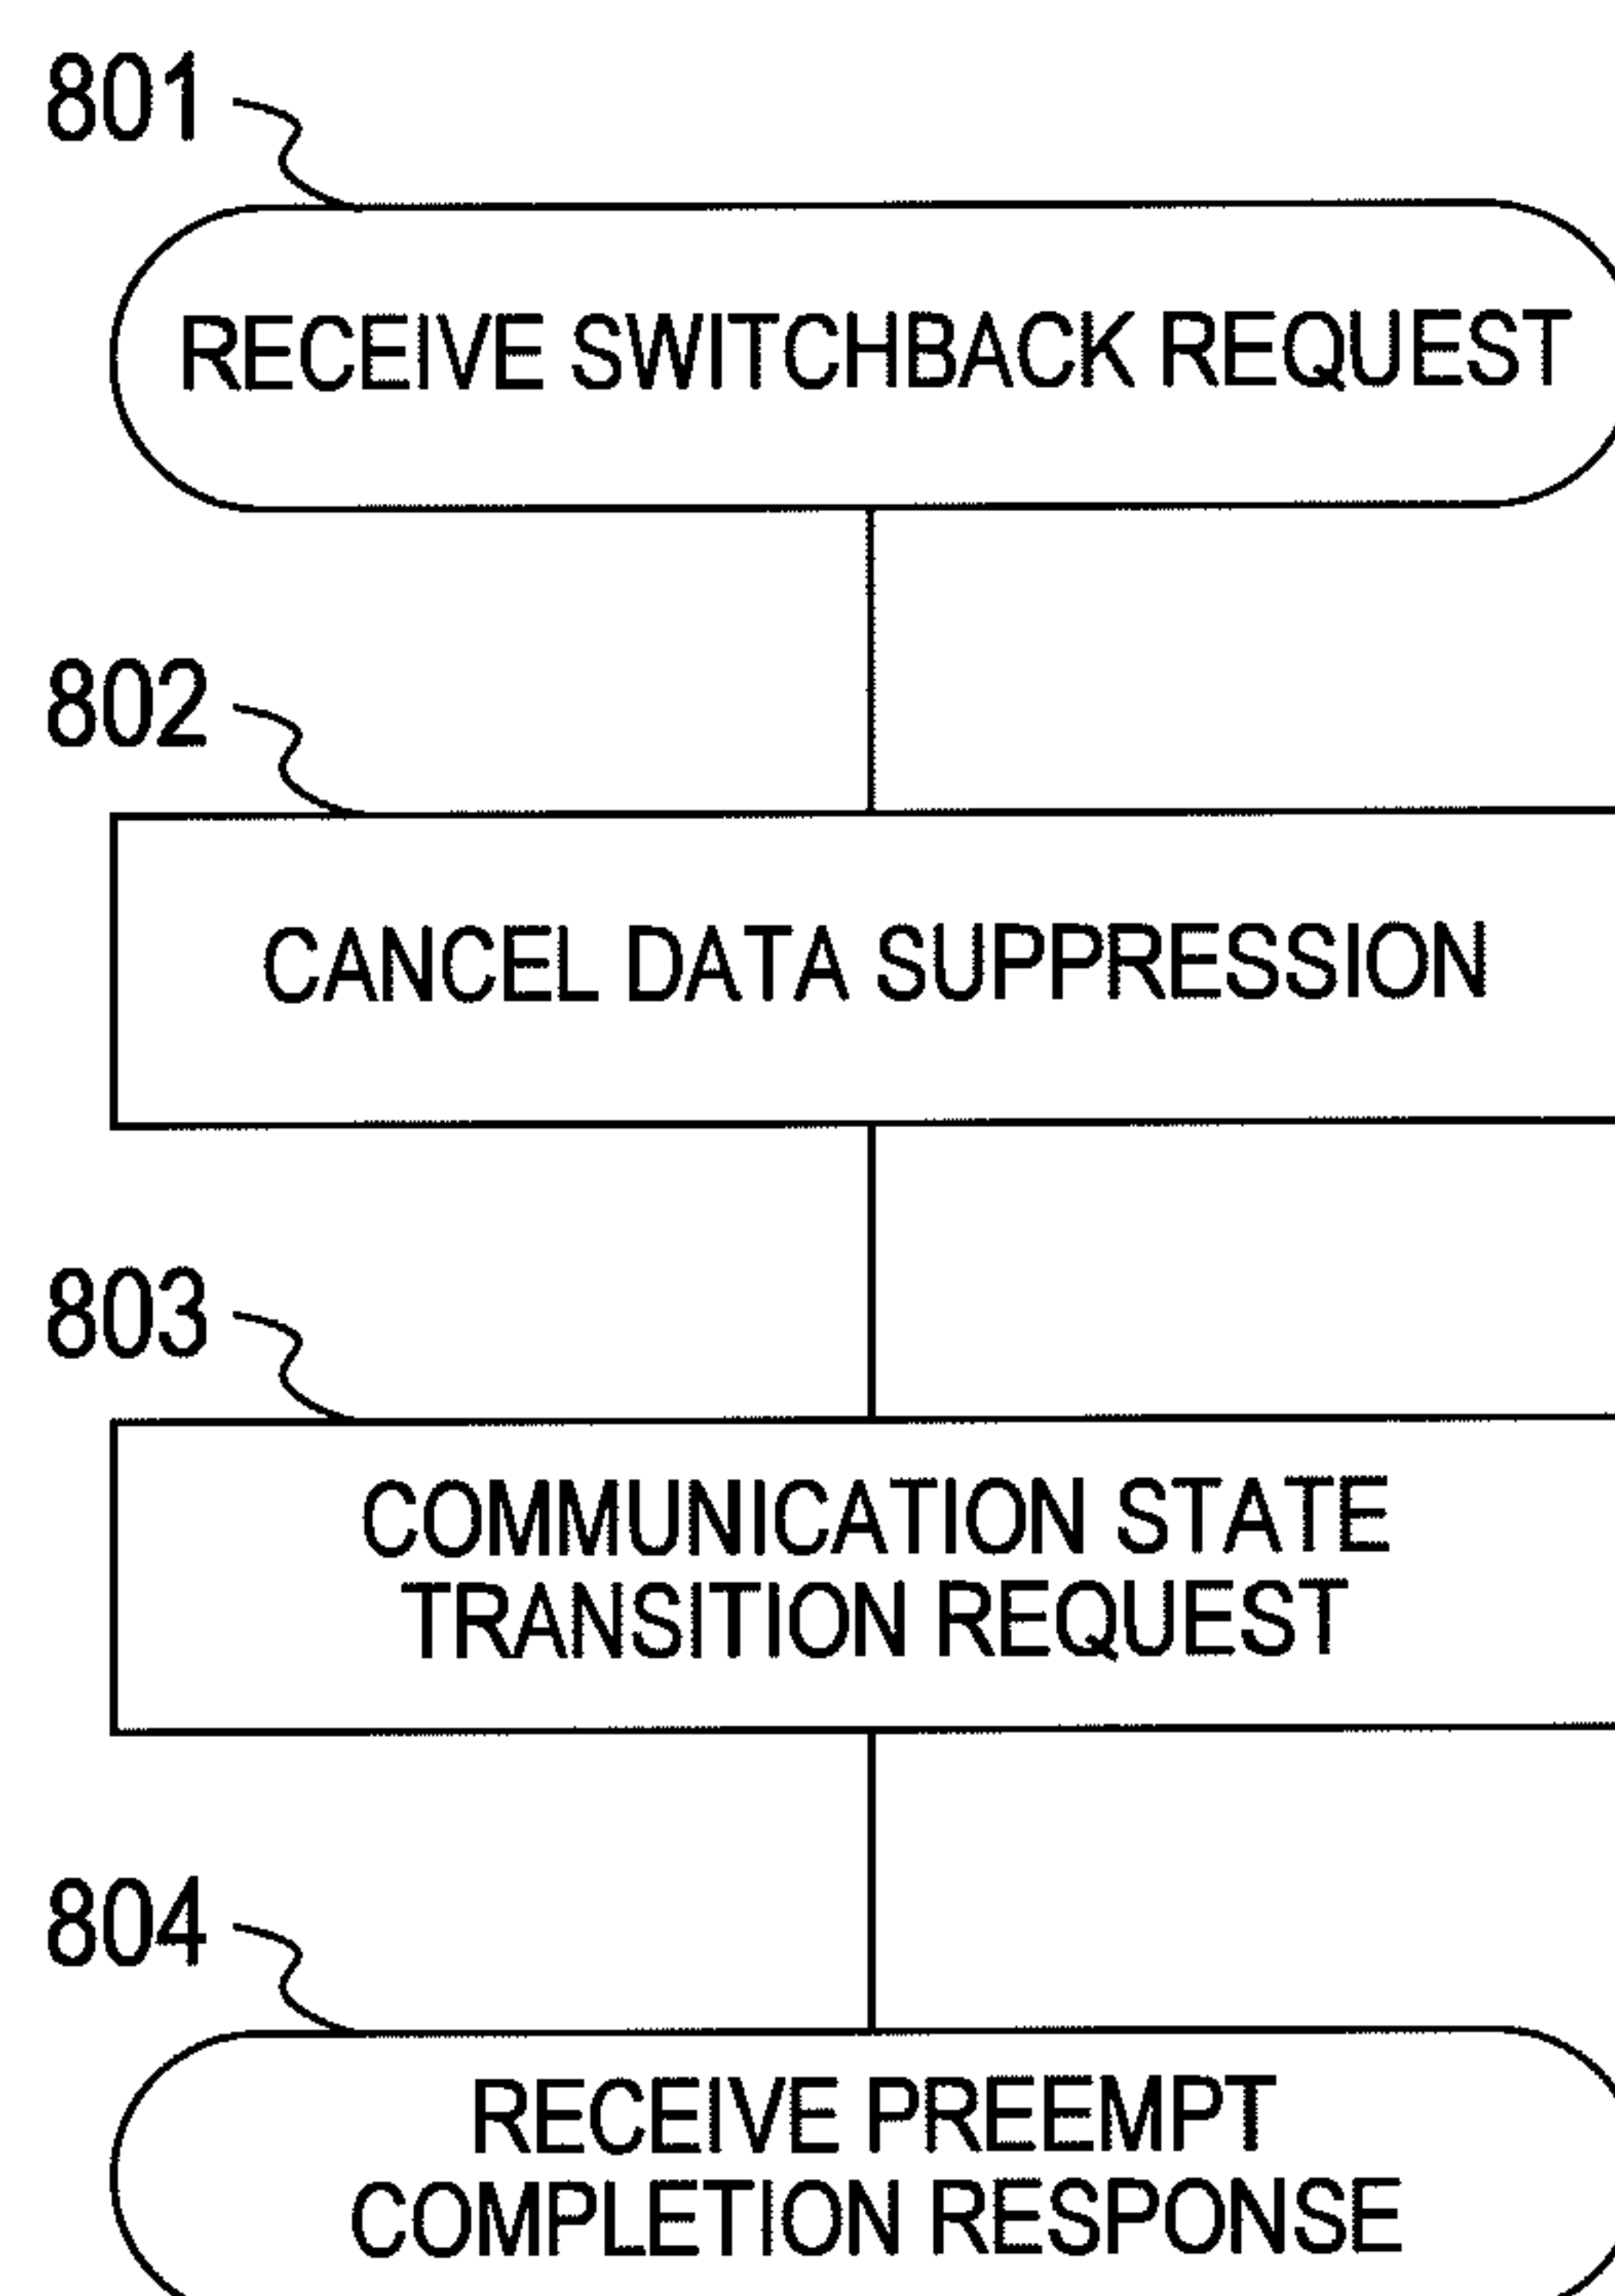 801
RECEIVE SWITCHBACK REQUEST
802
CANCEL DATA SUPPRESSION
803
COMMUNICATION STATE
TRANSITION REQUEST
804
RECEIVE PREEMPT
COMPLETION RESPONSE